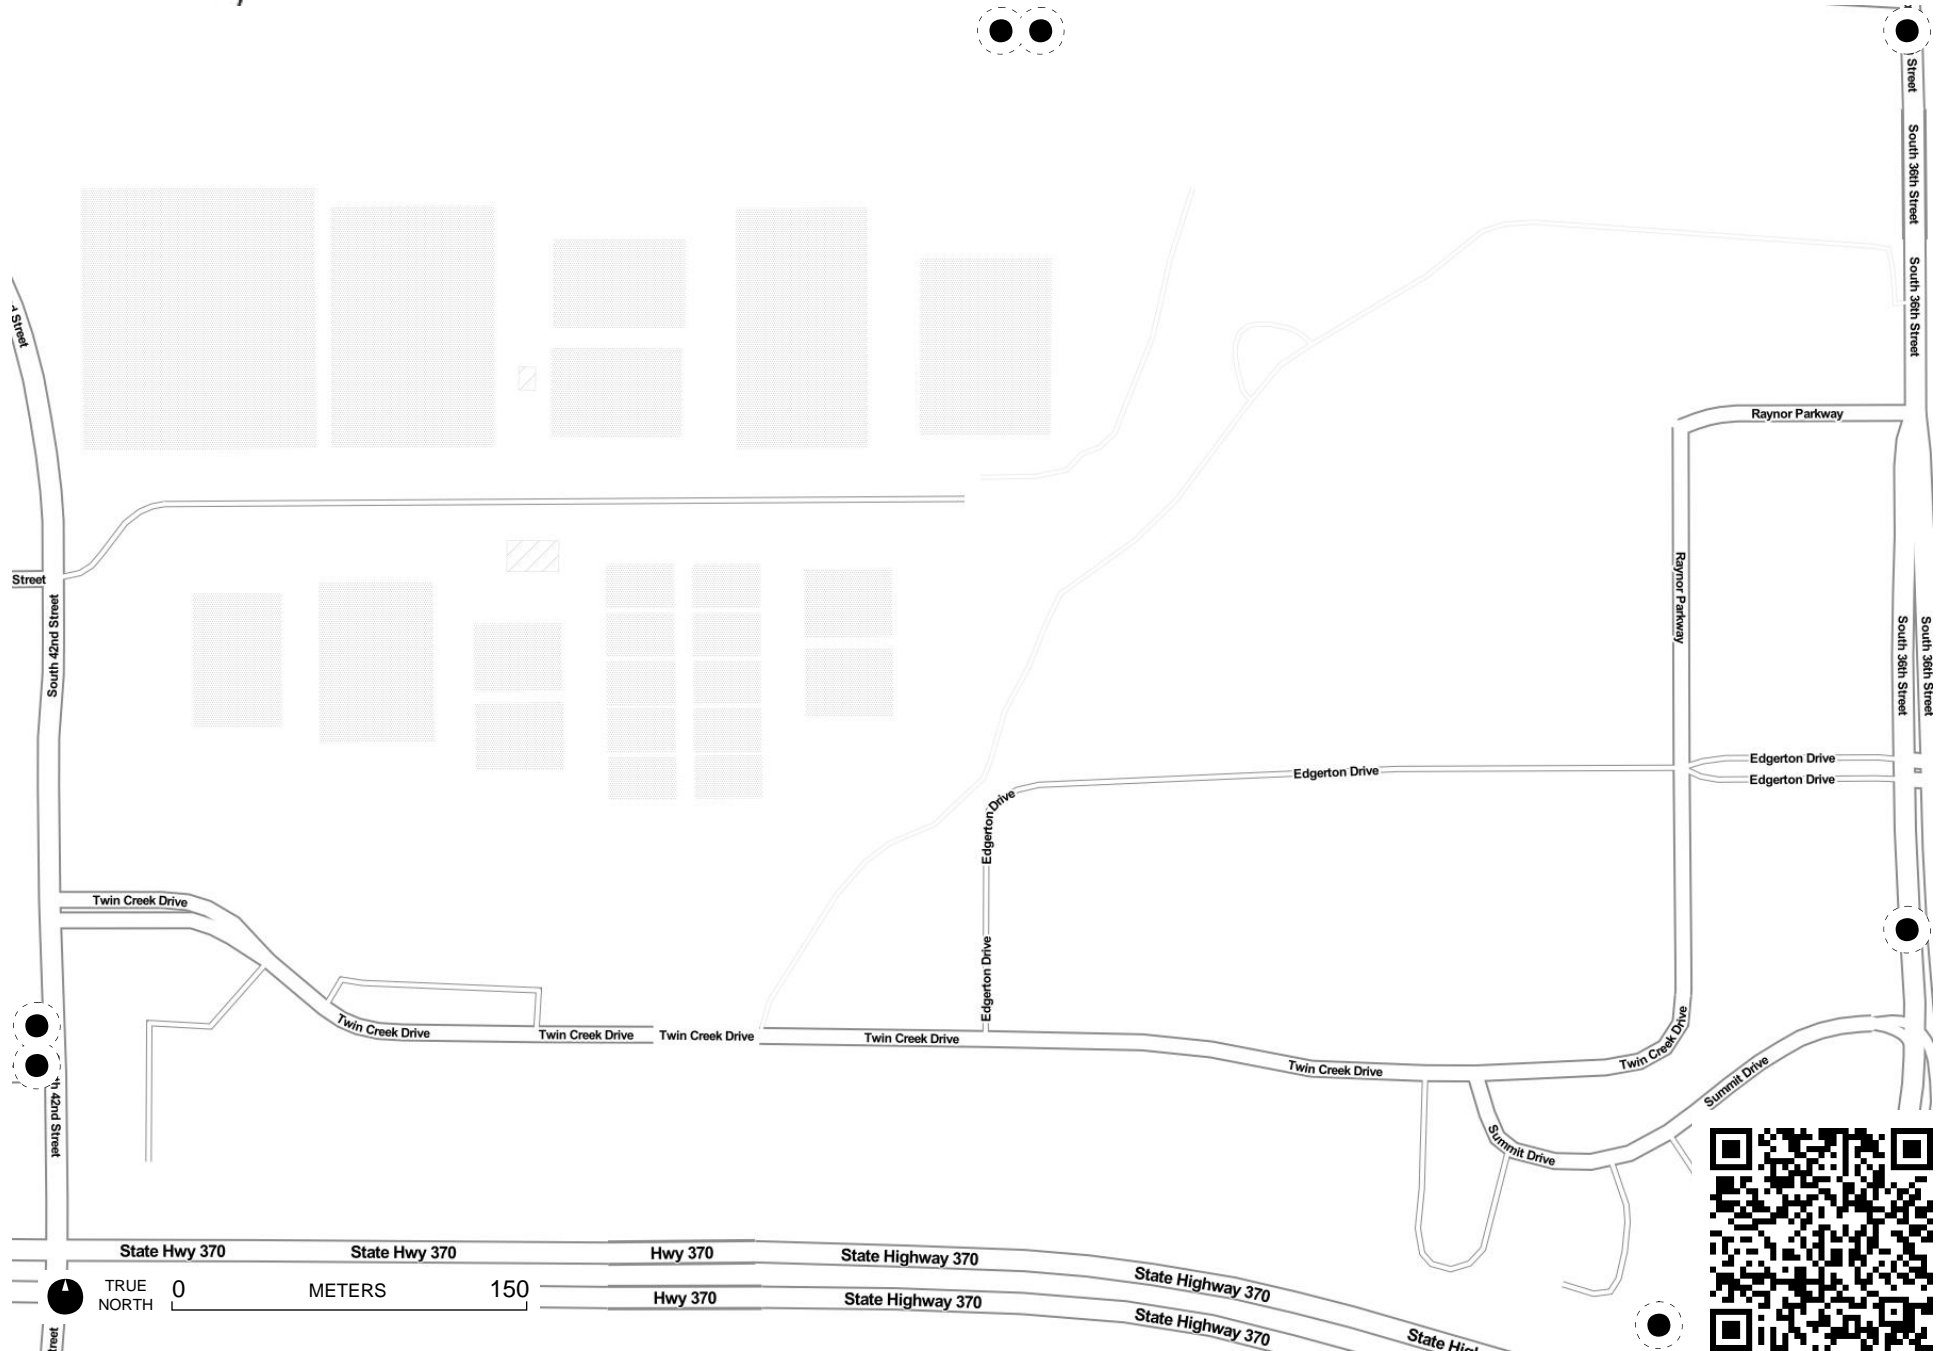 Street
South 36th Street
South 36th Street
Street
Raynor Parkway
Raynor Parkway
Street
South 42nd Street
South 36th Street
South 36th Street
Edgerton Drive
Edgerton Drive
Edgerton Drive
Edgerton Drive
Edgerton Drive
Twin Creek Drive
Twin Creek Drive
Twin Creek Drive
Twin Creek Drive
Twin Creek Drive
Twin Creek Drive
Twin Creek Drive
Summit Drive
Summit Drive
42nd Street
State Hwy 370
State Hwy 370
Hwy 370
State Highway 370
State Highway 370
TRUE
NORTH
0
METERS
150
Hwy 370
State Highway 370
State Highway 370
State